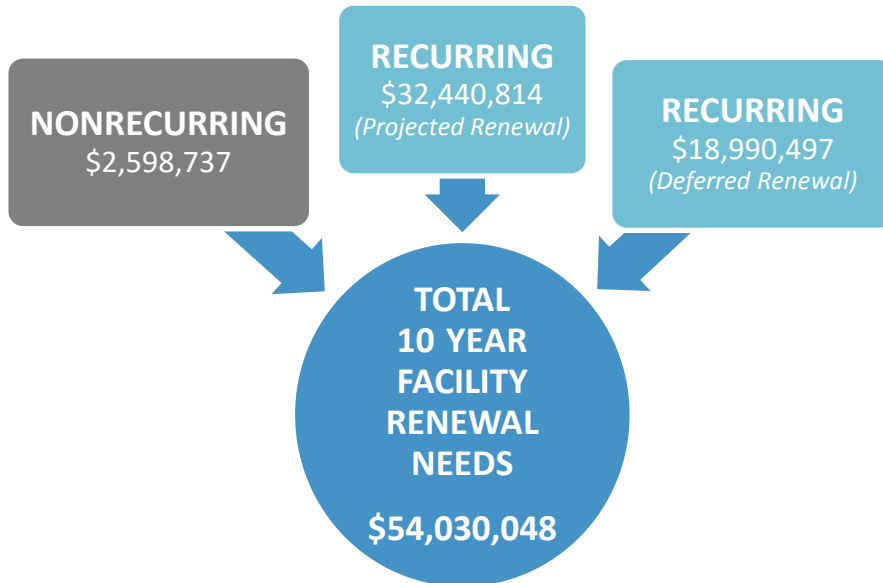 NONRECURRING
$2,598,737
RECURRING
$32,440,814
(Projected Renewal)
RECURRING
$18,990,497
(Deferred Renewal)
TOTAL
10 YEAR
FACILITY
RENEWAL
NEEDS
$54,030,048